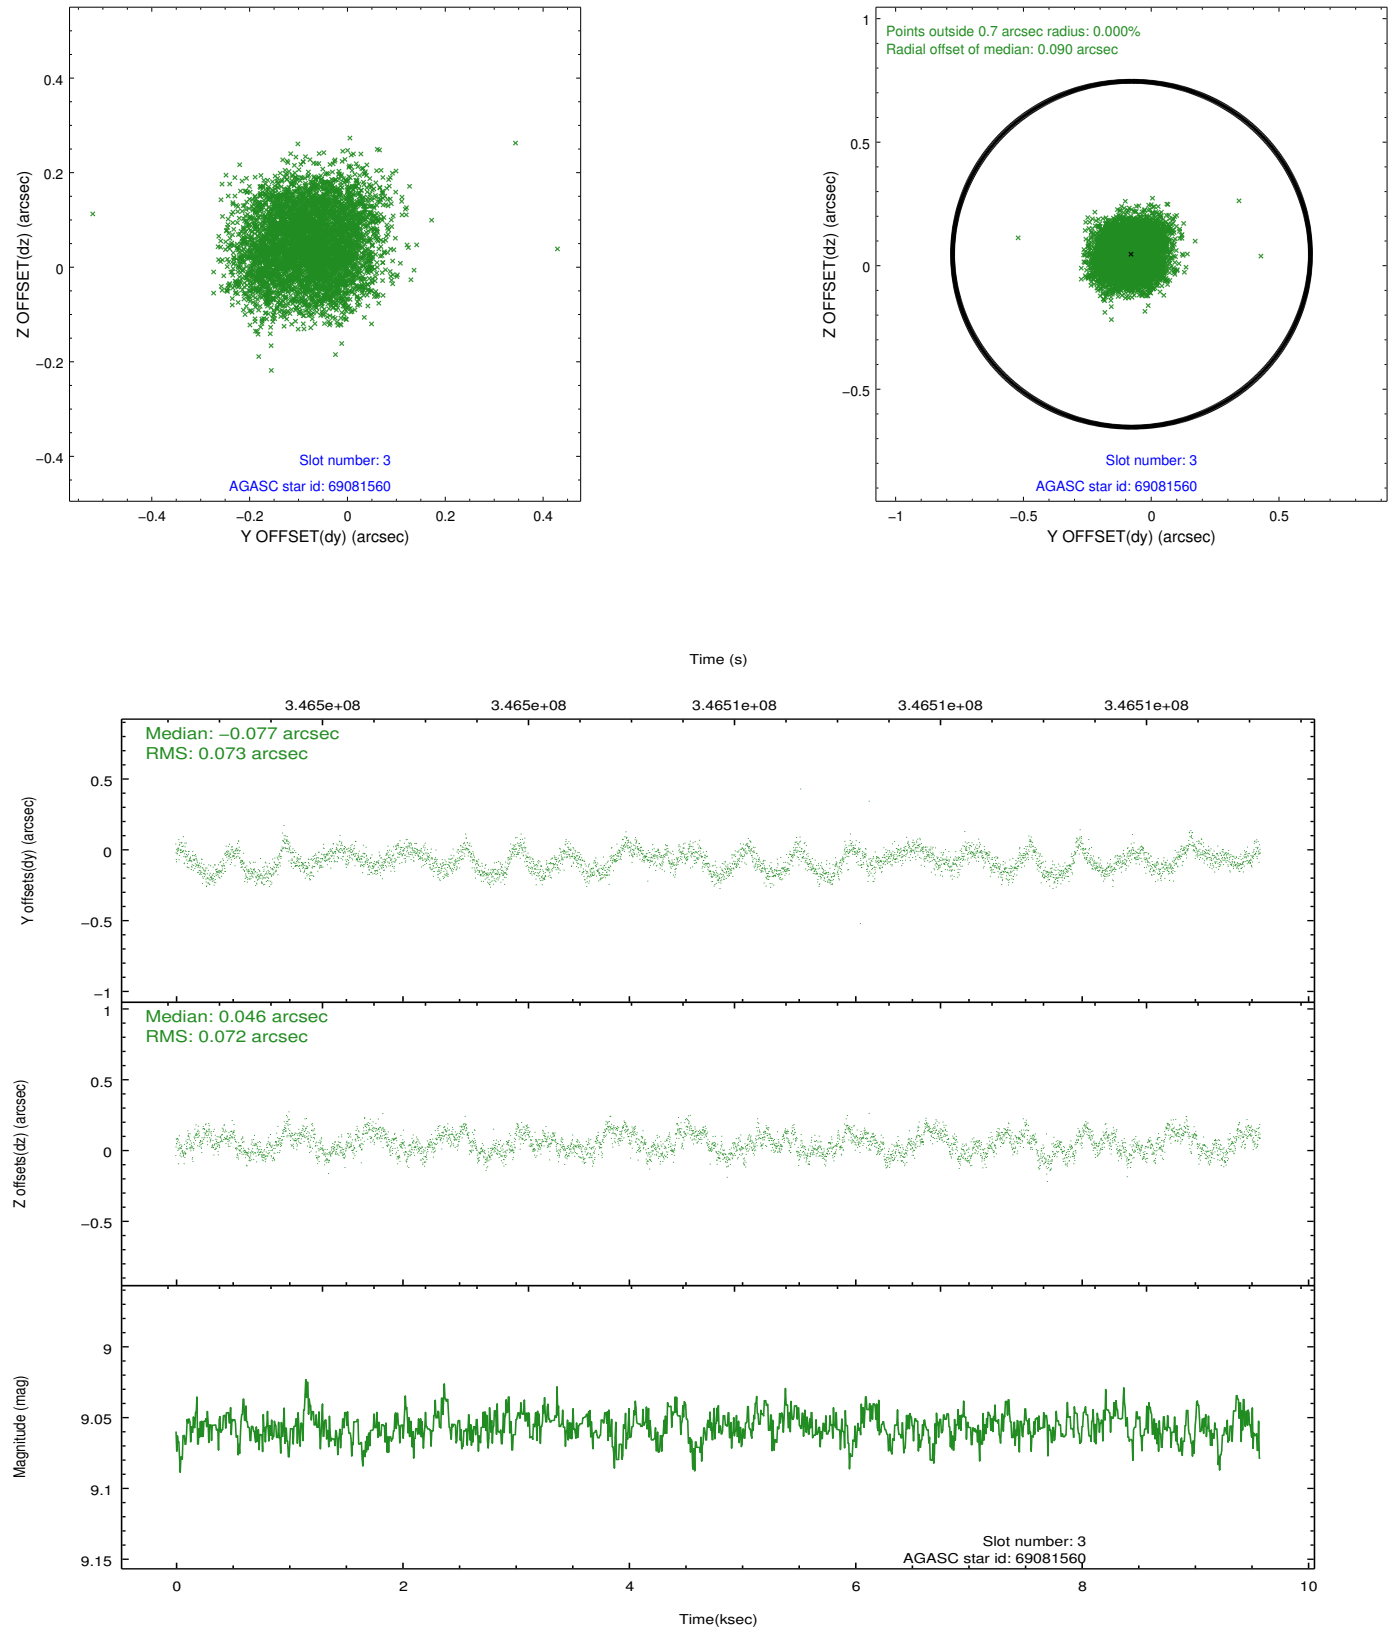 0.4
0.2
0
−0.2
−0.4
Z OFFSET(dz) (arcsec)
Slot number: 3
AGASC star id: 69081560
−0.4 −0.2 0 0.2 0.4
Y OFFSET(dy) (arcsec)
1
0.5
0
−0.5
Z OFFSET(dz) (arcsec)
Points outside 0.7 arcsec radius: 0.000%
Radial offset of median: 0.090 arcsec
Slot number: 3
AGASC star id: 69081560
−1 −0.5 0 0.5
Y OFFSET(dy) (arcsec)
Time (s)
3.465e+08 3.465e+08 3.4651e+08 3.4651e+08 3.4651e+08
Median: −0.077 arcsec
RMS: 0.073 arcsec
0.5
0
−0.5
−1
Y offsets(dy) (arcsec)
Median: 0.046 arcsec
RMS: 0.072 arcsec
1
0.5
0
−0.5
Z offsets(dz) (arcsec)
9
9.05
9.1
9.15
Magnitude (mag)
Slot number: 3
AGASC star id: 69081560
0 2 4 6 8 10
Time(ksec)